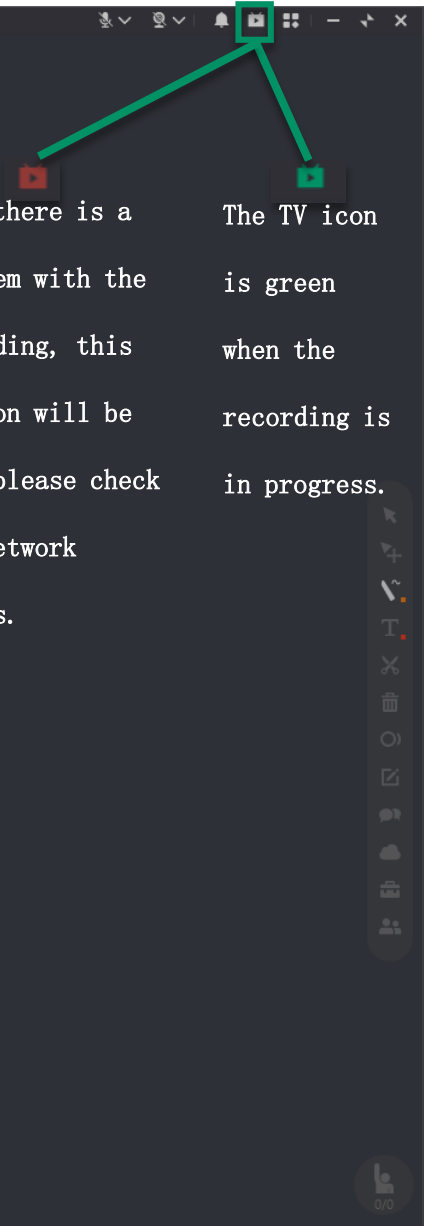 there is a
em with the
ding, this
on will be
please check
etwork
s.
The TV icon
is green
when the
recording is
in progress.
T
0/0